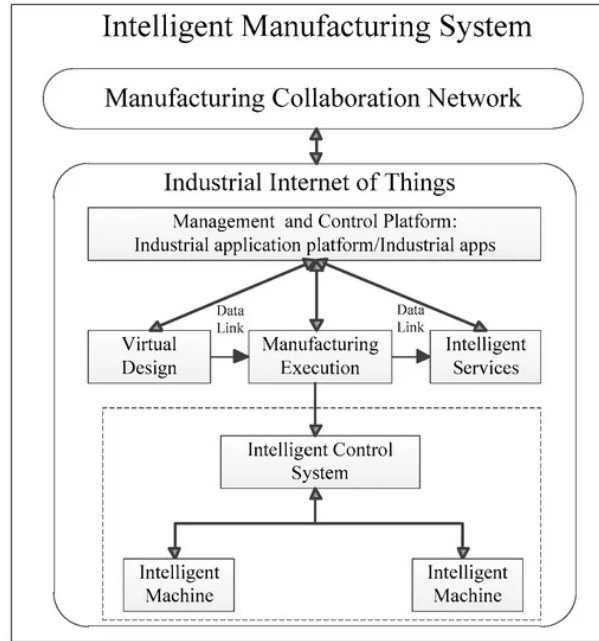 Intelligent Manufacturing System
Manufacturing Collaboration Network
Industrial Internet of Things
Management and Control Platform:
Industrial application platform/Industrial apps
Data
Link
Data
Link
Virtual
Design
Manufacturing
Execution
Intelligent
Services
Intelligent Control
System
Intelligent
Machine
Intelligent
Machine